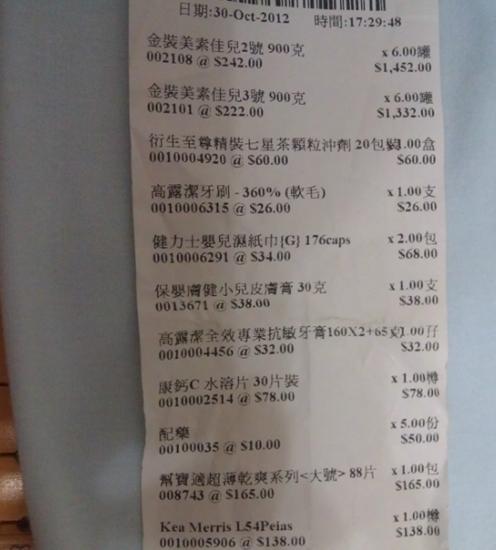 日期:30-Oct-2012 時間:17:29:48
金裝美素佳兒2號 900克 x 6.00罐
002108 @ $242.00 $1,452.00
金裝美素佳兒3號 900克 x 6.00罐
002101 @ $222.00 $1,332.00
衍生至尊精裝七星茶顆粒沖劑 20包 1.00盒
0010004920 @ $60.00 $60.00
高露潔牙刷 - 360% (軟毛) x 1.00支
0010006315 @ $26.00 $26.00
健力士嬰兒濕紙巾{G} 176caps x 2.00包
0010006291 @ $34.00 $68.00
保嬰膚健小兒皮膚膏 30克 x 1.00支
0013671 @ $38.00 $38.00
高露潔全效專業抗敏牙膏160X2+65 1.00孖
0010004456 @ $32.00 $32.00
康鈣C 水溶片 30片裝 x 1.00樽
0010002514 @ $78.00 $78.00
配藥 x 5.00份
00100035 @ $10.00 $50.00
幫寶適超薄乾爽系列<大號> 88片 x 1.00包
008743 @ $165.00 $165.00
Kea Merris L54Peias x 1.00樽
0010005906 @ $138.00 $138.00